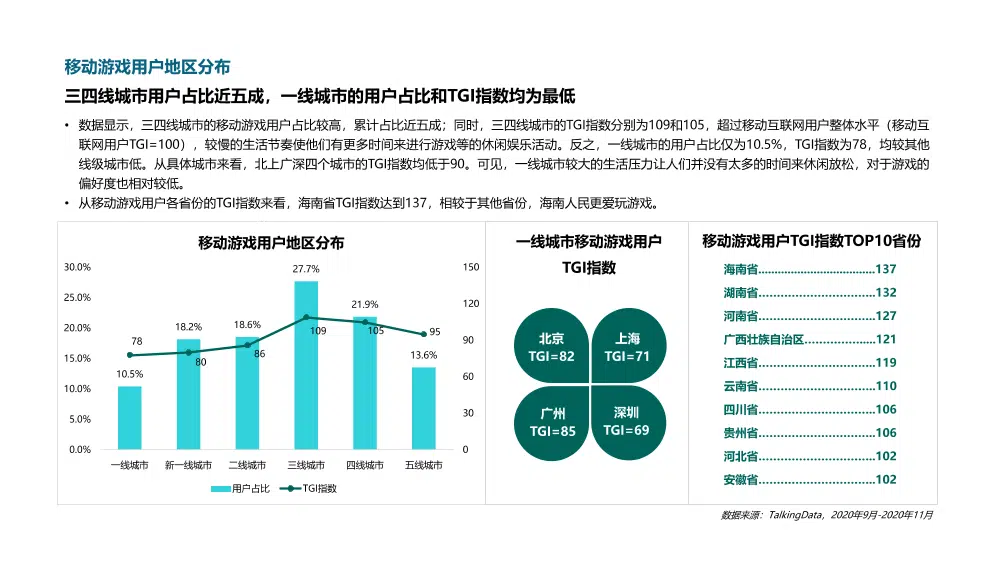 移动游戏用户地区分布
三四线城市用户占比近五成，一线城市的用户占比和TGI指数均为最低
• 数据显示，三四线城市的移动游戏用户占比较高，累计占比近五成；同时，三四线城市的TGI指数分别为109和105，超过移动互联网用户整体水平（移动互
联网用户TGI=100），较慢的生活节奏使他们有更多时间来进行游戏等的休闲娱乐活动。反之，一线城市的用户占比仅为10.5%，TGI指数为78，均较其他
线级城市低。从具体城市来看，北上广深四个城市的TGI指数均低于90。可见，一线城市较大的生活压力让人们并没有太多的时间来休闲放松，对于游戏的
偏好度也相对较低。
• 从移动游戏用户各省份的TGI指数来看，海南省TGI指数达到137，相较于其他省份，海南人民更爱玩游戏。
移动游戏用户地区分布
30.0%
25.0%
20.0%
15.0%
10.0%
5.0%
0.0%
150
120
90
60
30
0
10.5%
18.2%
18.6%
27.7%
21.9%
13.6%
78
80
86
109
105
95
一线城市 新一线城市 二线城市 三线城市 四线城市 五线城市
用户占比 TGI指数
一线城市移动游戏用户
TGI指数
北京
TGI=82
上海
TGI=71
广州
TGI=85
深圳
TGI=69
移动游戏用户TGI指数TOP10省份
海南省....................................137
湖南省................................132
河南省................................127
广西壮族自治区...................121
江西省................................119
云南省................................110
四川省................................106
贵州省................................106
河北省................................102
安徽省................................102
数据来源：TalkingData，2020年9月-2020年11月